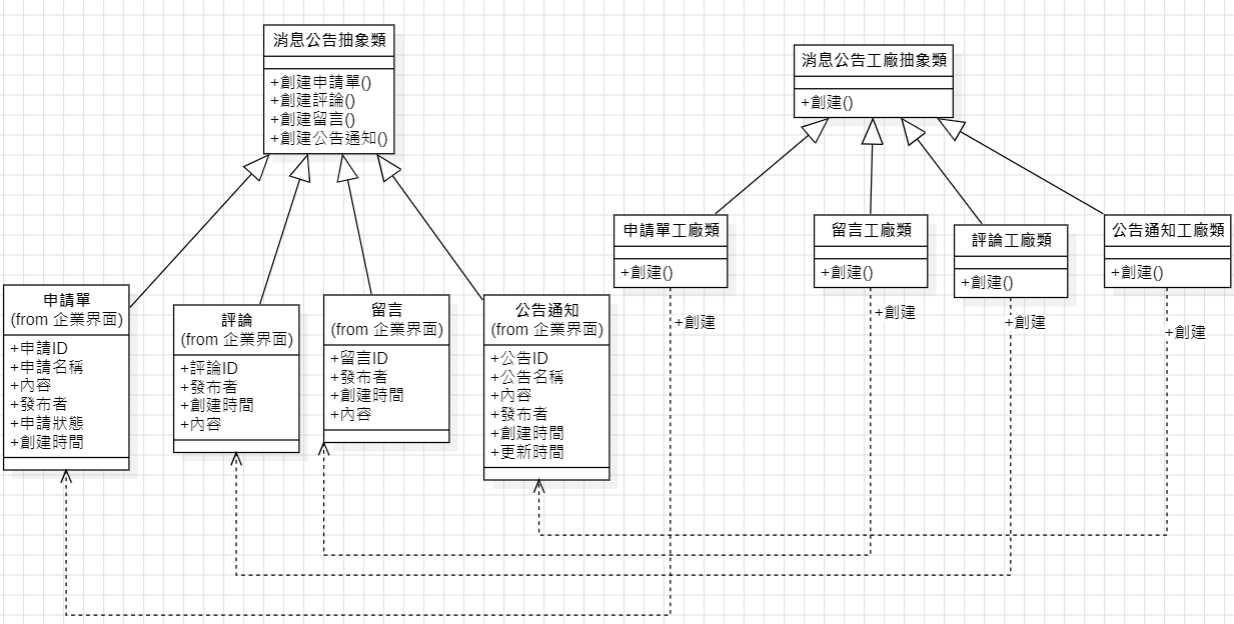 消息公告抽象類
+創建申請單()
+創建評論()
+創建留言()
+創建公告通知()
消息公告工廠抽象類
+創建()
申請單工廠類
+創建()
留言工廠類
+創建()
評論工廠類
+創建()
公告通知工廠類
+創建()
申請單
(from 企業界面)
+申請ID
+申請名稱
+內容
+發布者
+申請狀態
+創建時間
評論
(from 企業界面)
+評論ID
+發布者
+創建時間
+內容
留言
(from 企業界面)
+留言ID
+發布者
+創建時間
+內容
公告通知
(from 企業界面)
+公告ID
+公告名稱
+內容
+發布者
+創建時間
+更新時間
+創建
+創建
+創建
+創建